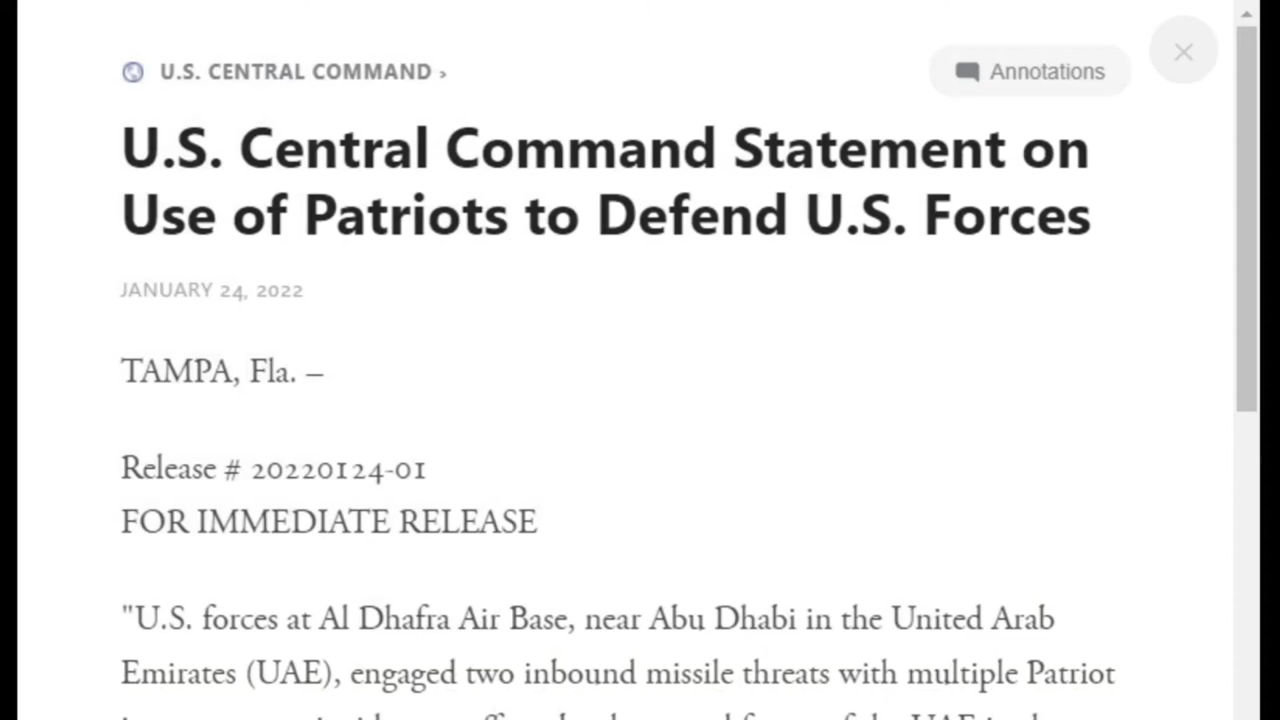 U.S. CENTRAL COMMAND ›
Annotations
U.S. Central Command Statement on
Use of Patriots to Defend U.S. Forces
JANUARY 24, 2022
TAMPA, Fla. –
Release # 20220124-01
FOR IMMEDIATE RELEASE
"U.S. forces at Al Dhafra Air Base, near Abu Dhabi in the United Arab
Emirates (UAE), engaged two inbound missile threats with multiple Patriot